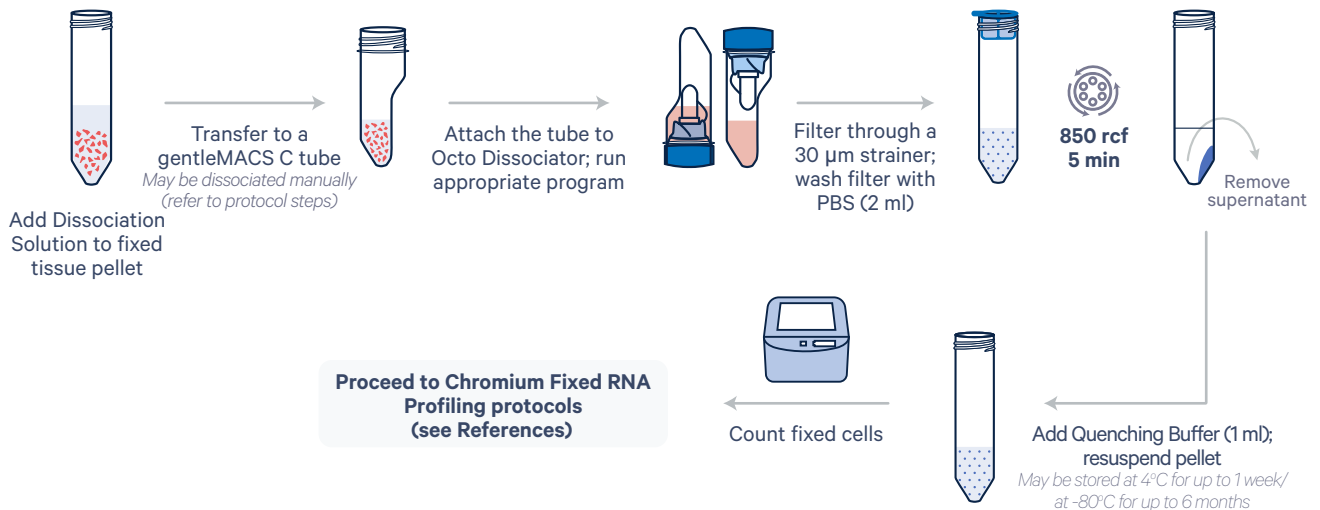 Add Dissociation
Solution to fixed
tissue pellet
Transfer to a
gentleMACS C tube
May be dissociated manually
(refer to protocol steps)
Attach the tube to
Octo Dissociator; run
appropriate program
Filter through a
30 µm strainer;
wash filter with
PBS (2 ml)
850 rcf
5 min
Remove
supernatant
Add Quenching Buffer (1 ml);
resuspend pellet
May be stored at 4ºC for up to 1 week/
at -80ºC for up to 6 months
Count fixed cells
Proceed to Chromium Fixed RNA
Profiling protocols
(see References)